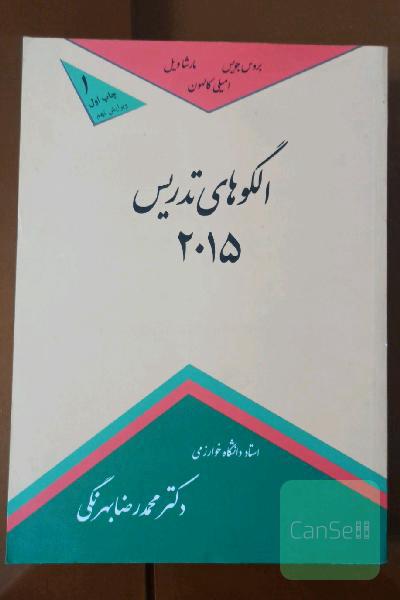 بروس جویس مارشا ویل
امیلی کالهون
۱
چاپ اول
ویرایش نهم
الگوهای تدریس
۲۰۱۵
استاد دانشگاه خوارزمی
دکتر محمدرضا بهرنگی
CanSell